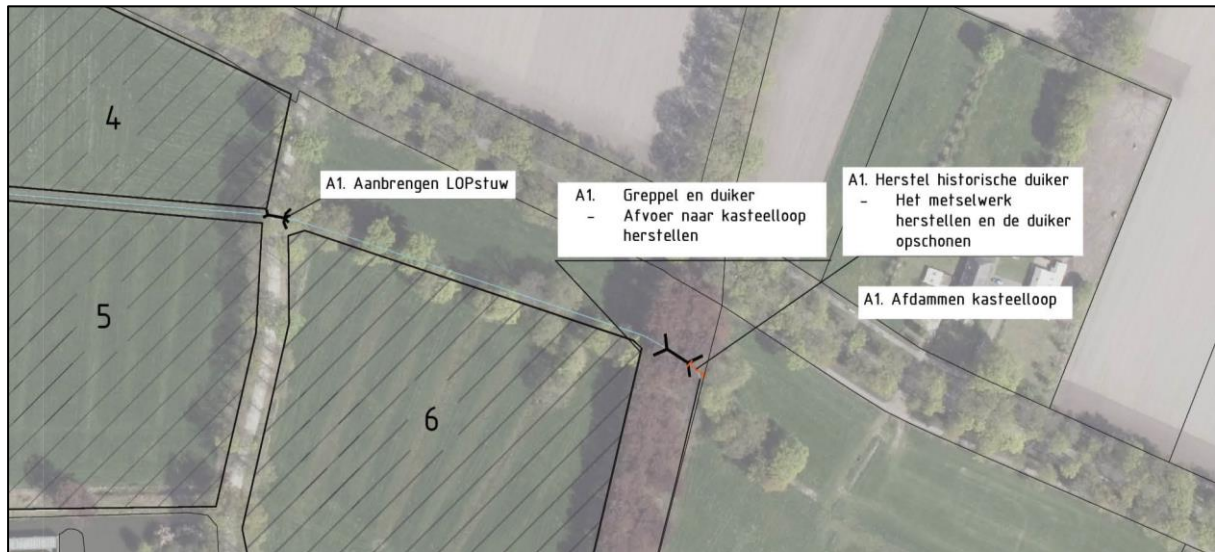 4
A1. Aanbrengen LOPstuw
A1. Greppel en duiker
- Afvoer naar kasteelloop
herstellen
A1. Herstel historische duiker
- Het metselwerk
herstellen en de duiker
opschonen
A1. Afdammen kasteelloop
5
6